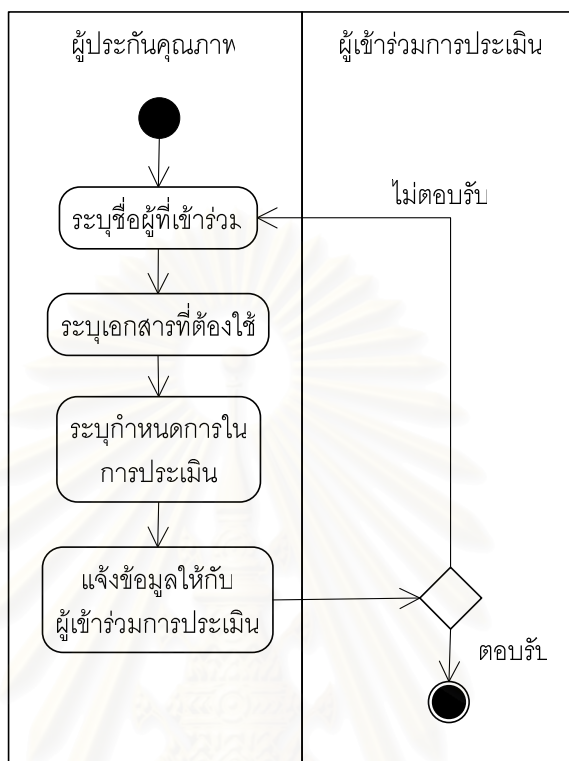 ผู้ประกันคุณภาพ
ผู้เข้าร่วมการประเมิน
ไม่ตอบรับ
ระบุชื่อผู้ที่เข้าร่วม
ระบุเอกสารที่ต้องใช้
ระบุกำหนดการใน
การประเมิน
แจ้งข้อมูลให้กับ
ผู้เข้าร่วมการประเมิน
ตอบรับ